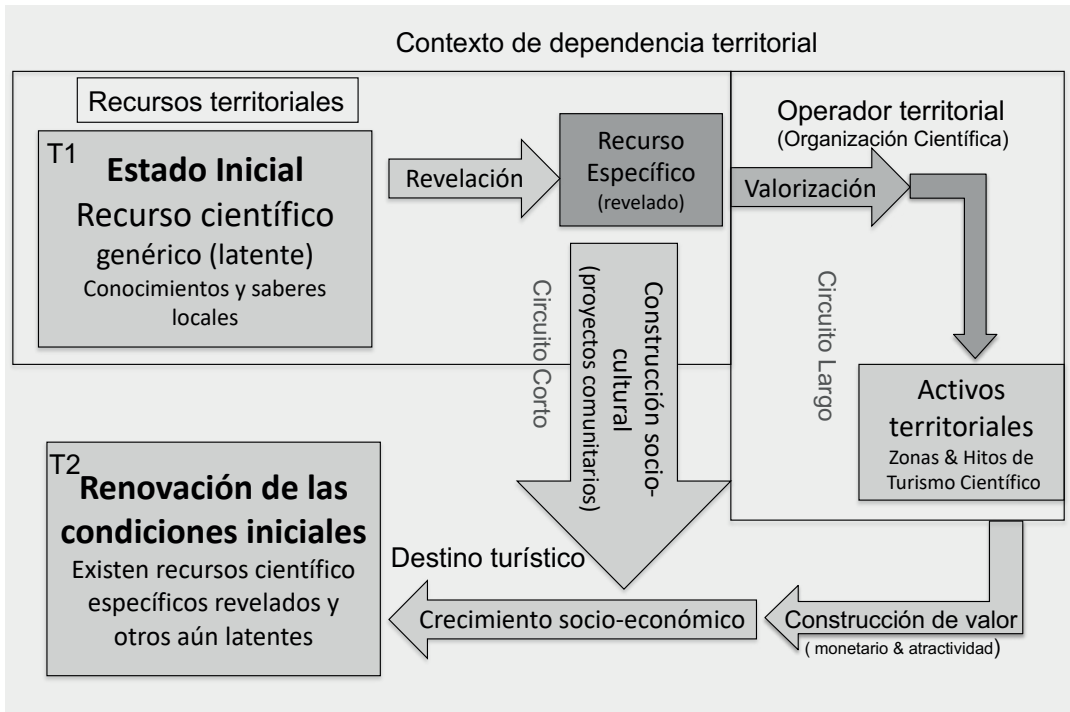 Contexto de dependencia territorial
Recursos territoriales
T1
Estado Inicial
Recurso científico
genérico (latente)
Conocimientos y saberes
locales
Revelación
Recurso
Específico
(revelado)
Operador territorial
(Organización Científica)
Valorización
Circuito Corto
Construcción socio-
cultural
(proyectos comunitarios)
Circuito Largo
Activos
territoriales
Zonas & Hitos de
Turismo Científico
T2
Renovación de las
condiciones iniciales
Existen recursos científico
específicos revelados y
otros aún latentes
Destino turístico
Crecimiento socio-económico
Construcción de valor
( monetario & atractividad)